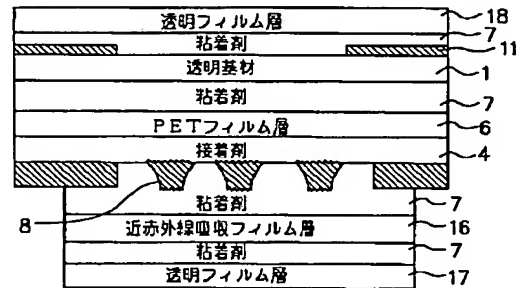 透明フィルム層 18
粘着剤 7
11
透明基材 1
粘着剤 7
PETフィルム層 6
接着剤 4
8
粘着剤 7
近赤外線吸収フィルム層 16
粘着剤 7
透明フィルム層 17